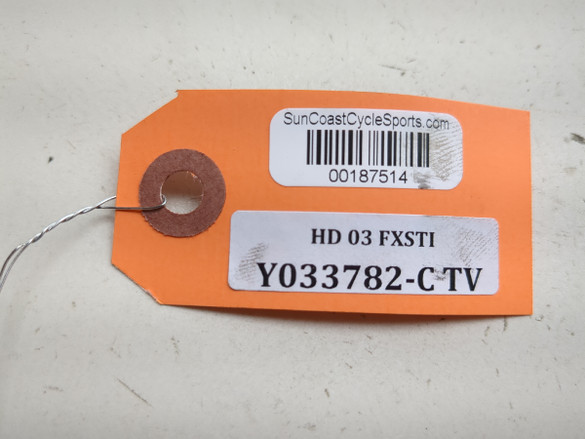 SunCoastCycleSports.com
00187514
HD 03 FXSTI
Y033782-C TV